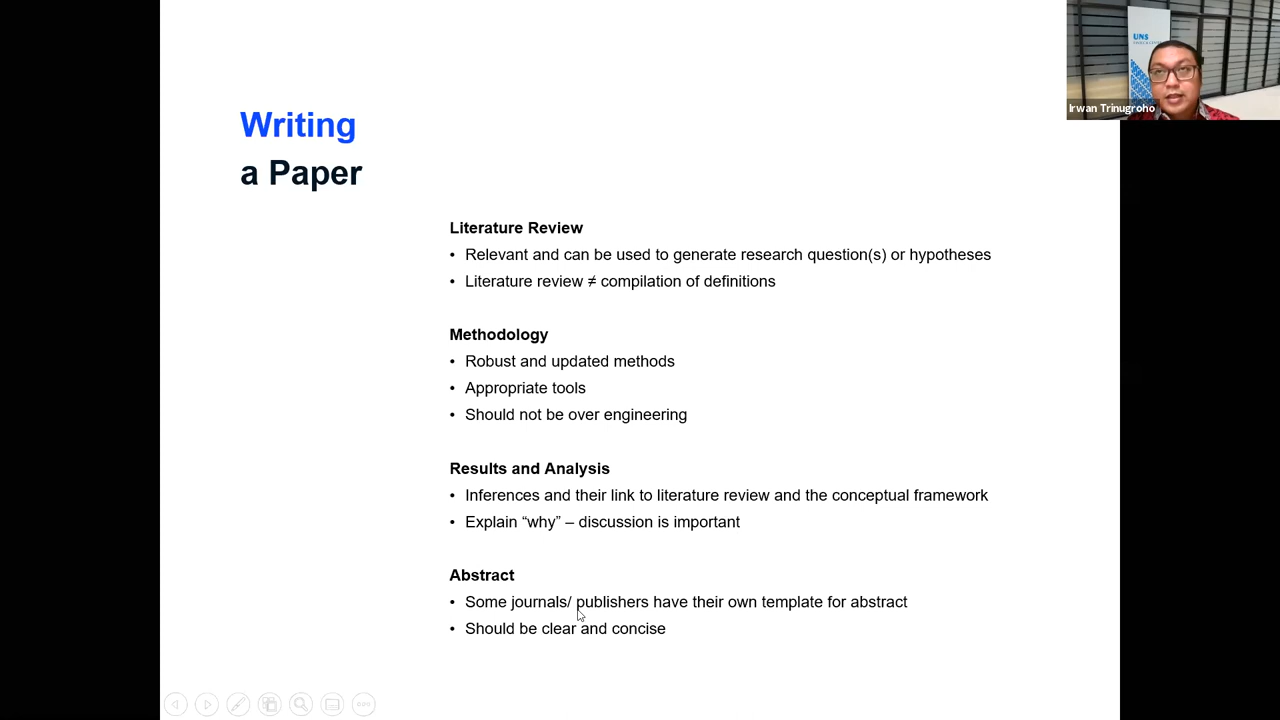 UNS
Irwan Trinugroho
Writing
a Paper
Literature Review
• Relevant and can be used to generate research question(s) or hypotheses
• Literature review ≠ compilation of definitions
Methodology
• Robust and updated methods
• Appropriate tools
• Should not be over engineering
Results and Analysis
• Inferences and their link to literature review and the conceptual framework
• Explain “why” – discussion is important
Abstract
• Some journals/ publishers have their own template for abstract
• Should be clear and concise